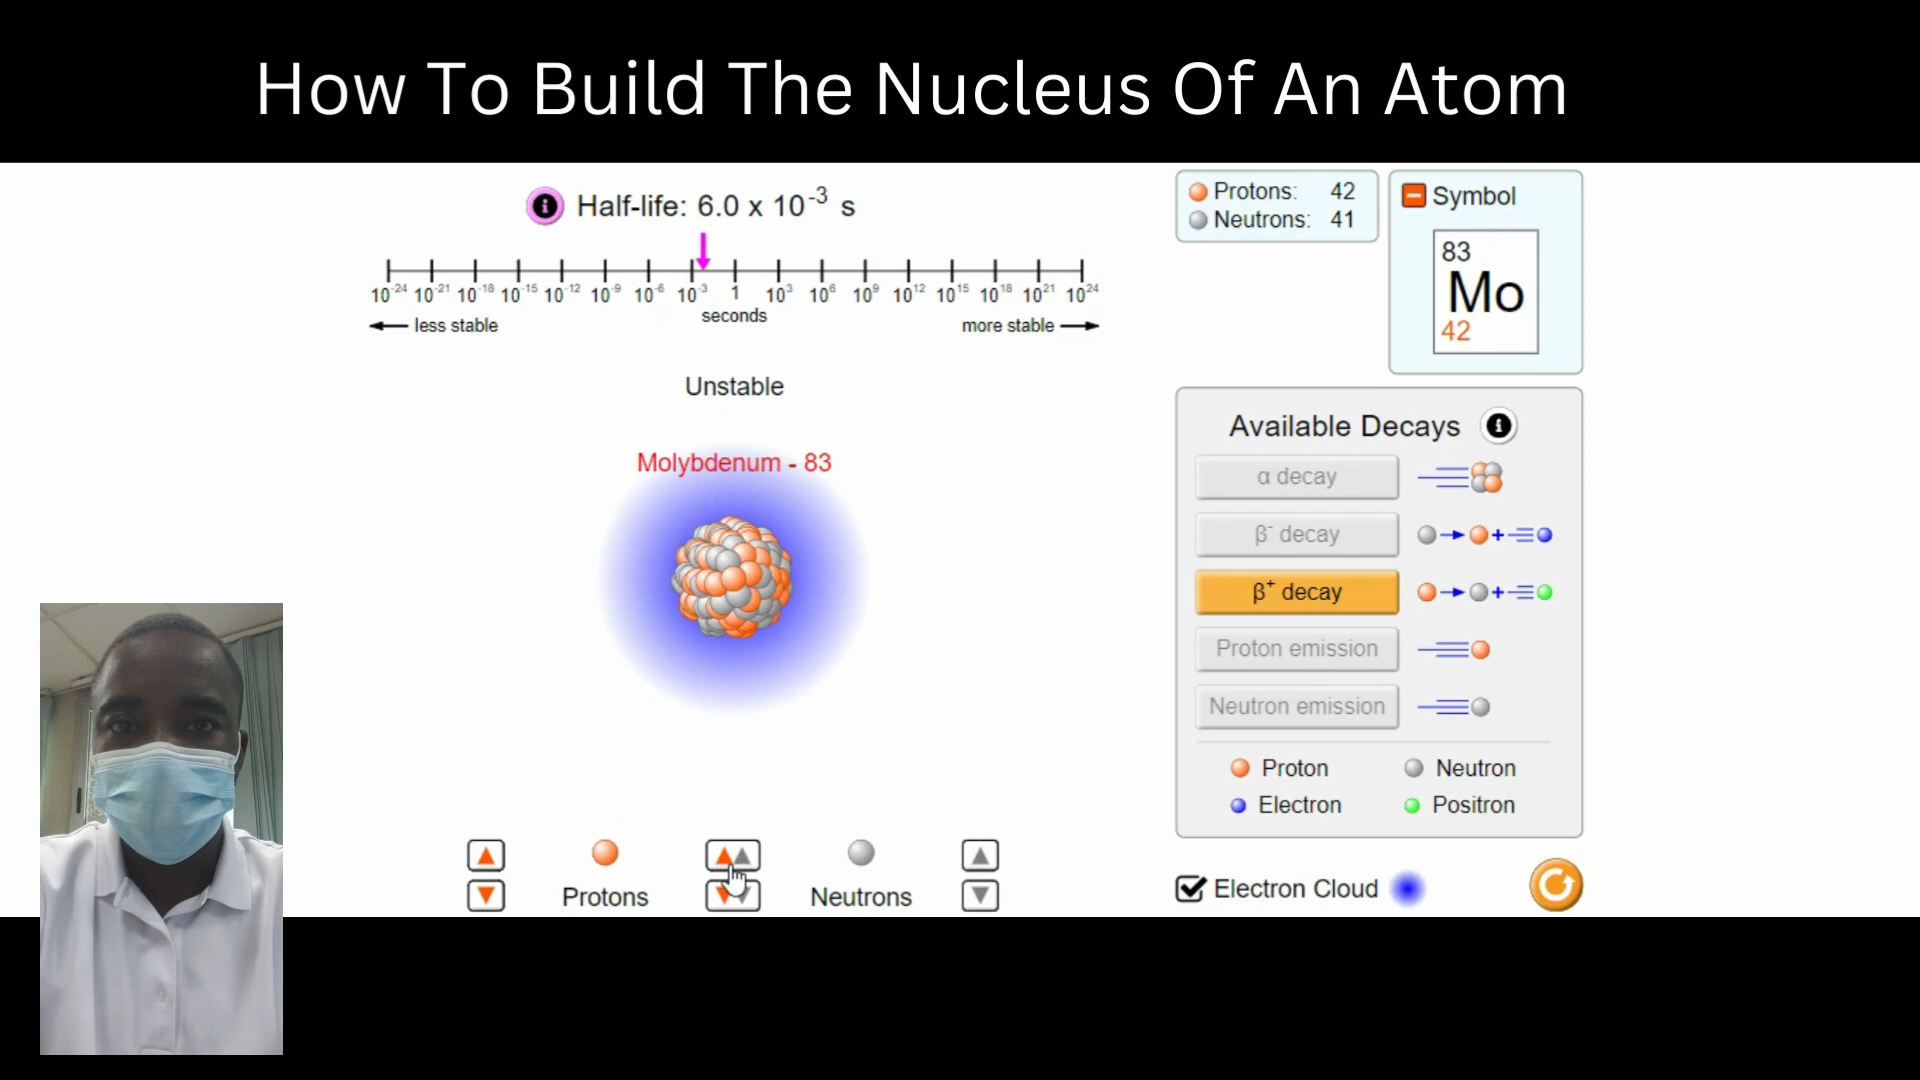 How To Build The Nucleus Of An Atom
Half-life: 6.0 x 10⁻³ s
10⁻²⁴ 10⁻²¹ 10⁻¹⁸ 10⁻¹⁵ 10⁻¹² 10⁻⁹ 10⁻⁶ 10⁻³ 1 10³ 10⁶ 10⁹ 10¹² 10¹⁵ 10¹⁸ 10²¹ 10²⁴
seconds
less stable more stable
Unstable
Molybdenum - 83
Protons Neutrons
Protons: 42
Neutrons: 41
Symbol
83
Mo
42
Available Decays
α decay
β⁻ decay
β⁺ decay
Proton emission
Neutron emission
Proton Neutron
Electron Positron
Electron Cloud